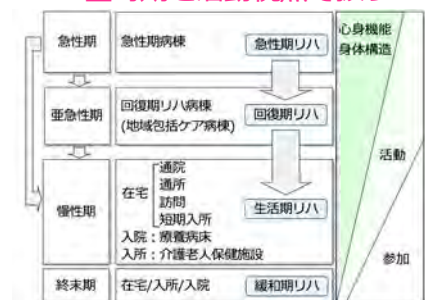 急性期
急性期病棟
急性期リハ
心身機能
身体構造
亜急性期
回復期リハ病棟
(地域包括ケア病棟)
回復期リハ
活動
慢性期
在宅
通院
通所
訪問
短期入所
生活期リハ
入院：療養病床
入所：介護老人保健施設
参加
終末期
在宅/入所/入院
緩和期リハ